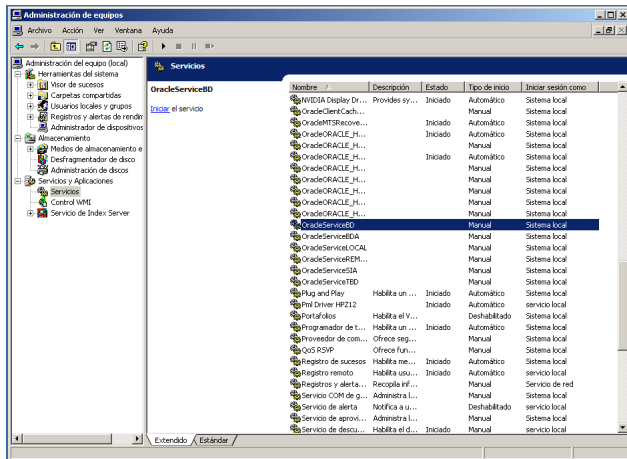 Administración de equipos
Archivo Acción Ver Ventana Ayuda
Administración del equipo (local)
Herramientas del sistema
Visor de sucesos
Carpetas compartidas
Usuarios locales y grupos
Registros y alertas de rendim
Administrador de dispositivos
Almacenamiento
Medios de almacenamiento e
Desfragmentador de disco
Administración de discos
Servicios y Aplicaciones
Servicios
Control WMI
Servicio de Index Server
Servicios
OracleServiceBD
Iniciar el servicio
Nombre Descripción Estado Tipo de inicio Iniciar sesión como
NVIDIA Display Dr... Provides sy... Iniciado Automático Sistema local
OracleClientCach... Manual Sistema local
OracleMTSRecove... Iniciado Automático Sistema local
OracleORACLE_H... Iniciado Automático Sistema local
OracleORACLE_H... Manual Sistema local
OracleORACLE_H... Iniciado Automático Sistema local
OracleORACLE_H... Manual Sistema local
OracleORACLE_H... Manual Sistema local
OracleORACLE_H... Manual Sistema local
OracleORACLE_H... Manual Sistema local
OracleORACLE_H... Manual Sistema local
OracleServiceBD Manual Sistema local
OracleServiceBDA Manual Sistema local
OracleServiceLOCAL Manual Sistema local
OracleServiceREM... Manual Sistema local
OracleServiceSIA Manual Sistema local
OracleServiceTBD Manual Sistema local
Plug and Play Habilita un ... Iniciado Automático Sistema local
Pml Driver HPZ12 Iniciado Automático servicio local
Portafolios Habilita el V... Deshabilitado Sistema local
Programador de t... Habilita un ... Iniciado Automático Sistema local
Proveedor de com... Ofrece seg... Manual Sistema local
QoS RSVP Ofrece fun... Manual Sistema local
Registro de sucesos Habilita me... Iniciado Automático Sistema local
Registro remoto Habilita usu... Iniciado Automático servicio local
Registros y alerta... Recopila inf... Manual Servicio de red
Servicio COM de g... Administra l... Manual Sistema local
Servicio de alerta Notifica a u... Deshabilitado servicio local
Servicio de aprovi... Administra l... Manual Sistema local
Servicio de descu... Habilita el d... Iniciado Manual servicio local
Extendido Estándar